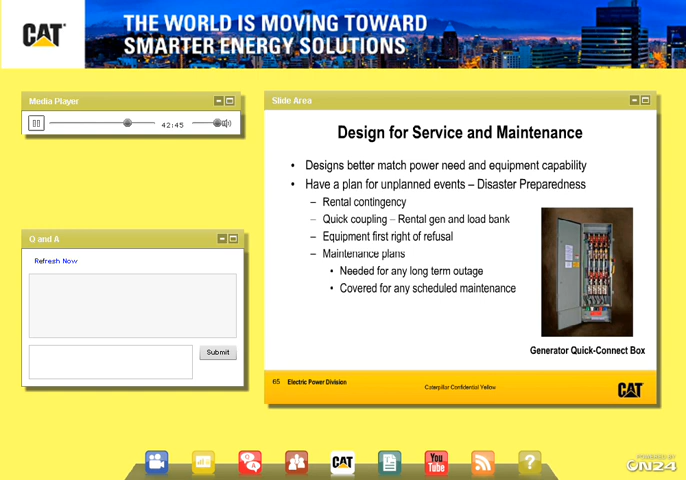 CAT
THE WORLD IS MOVING TOWARD
SMARTER ENERGY SOLUTIONS.
Media Player
42:45
Q and A
Refresh Now
Submit
Slide Area
Design for Service and Maintenance
• Designs better match power need and equipment capability
• Have a plan for unplanned events – Disaster Preparedness
– Rental contingency
– Quick coupling – Rental gen and load bank
– Equipment first right of refusal
– Maintenance plans
• Needed for any long term outage
• Covered for any scheduled maintenance
Generator Quick-Connect Box
65 Electric Power Division
Caterpillar Confidential Yellow
CAT
Q A
CAT
You
Tube
?
POWERED BY
ON24